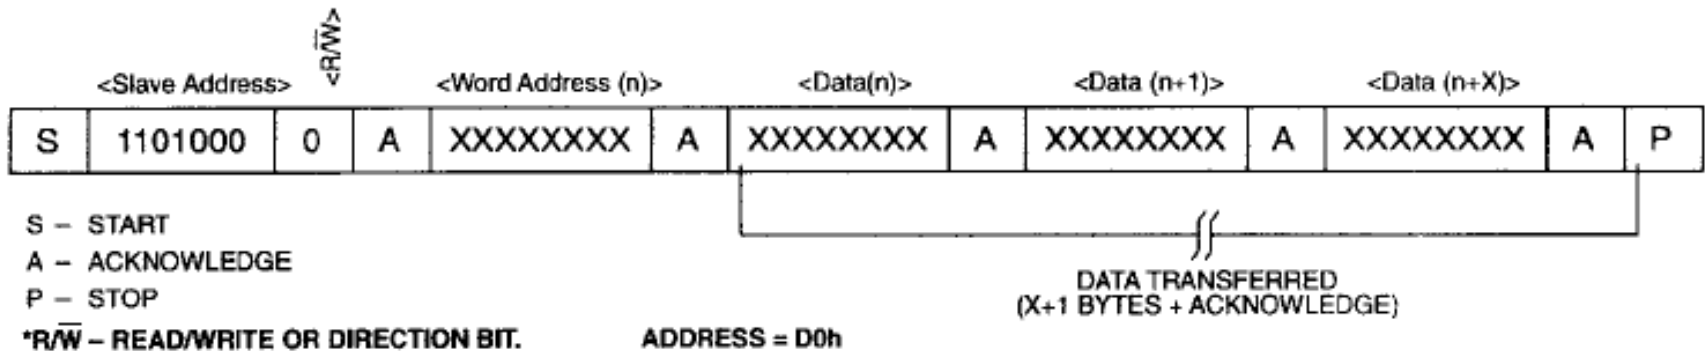 <R/W>
<Slave Address> <Word Address (n)> <Data(n)> <Data (n+1)> <Data (n+X)>
S 1101000 0 A XXXXXXXX A XXXXXXXX A XXXXXXXX A XXXXXXXX A P
S – START
A – ACKNOWLEDGE
P – STOP
DATA TRANSFERRED
(X+1 BYTES + ACKNOWLEDGE)
*R/W – READ/WRITE OR DIRECTION BIT. ADDRESS = D0h